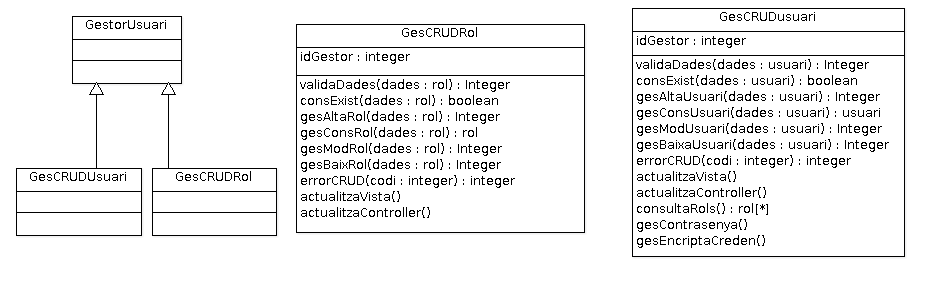 GestorUsuari
GesCRUDUsuari
GesCRUDRol
GesCRUDRol
idGestor : integer
validaDades(dades : rol) : Integer
consExist(dades : rol) : boolean
gesAltaRol(dades : rol) : Integer
gesConsRol(dades : rol) : rol
gesModRol(dades : rol) : Integer
gesBaixRol(dades : rol) : Integer
errorCRUD(codi : integer) : integer
actualitzaVista()
actualitzaController()
GesCRUDusuari
idGestor : integer
validaDades(dades : usuari) : Integer
consExist(dades : usuari) : boolean
gesAltaUsuari(dades : usuari) : Integer
gesConsUsuari(dades : usuari) : usuari
gesModUsuari(dades : usuari) : Integer
gesBaixaUsuari(dades : usuari) : Integer
errorCRUD(codi : integer) : integer
actualitzaVista()
actualitzaController()
consultaRols() : rol[*]
gesContrasenya()
gesEncriptaCreden()